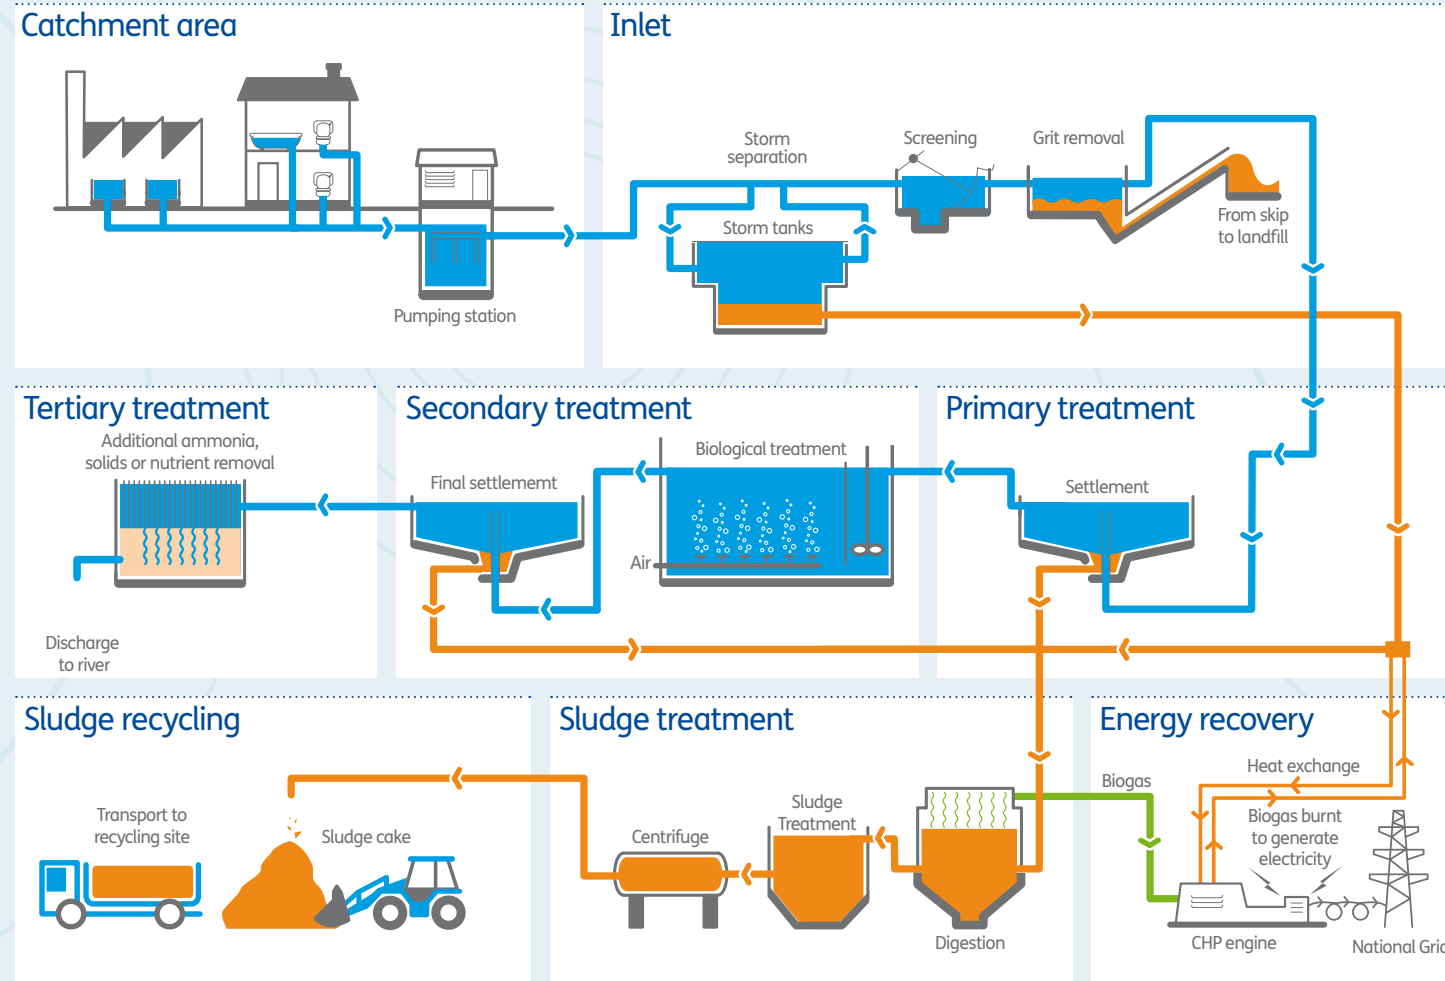 Catchment area
Pumping station
Inlet
Storm
separation
Storm tanks
Screening
Grit removal
From skip
to landfill
Tertiary treatment
Additional ammonia,
solids or nutrient removal
Discharge
to river
Secondary treatment
Final settlememt
Biological treatment
Air
Primary treatment
Settlement
Sludge recycling
Transport to
recycling site
Sludge cake
Sludge treatment
Centrifuge
Sludge
Treatment
Digestion
Energy recovery
Biogas
Heat exchange
Biogas burnt
to generate
electricity
CHP engine
National Grid